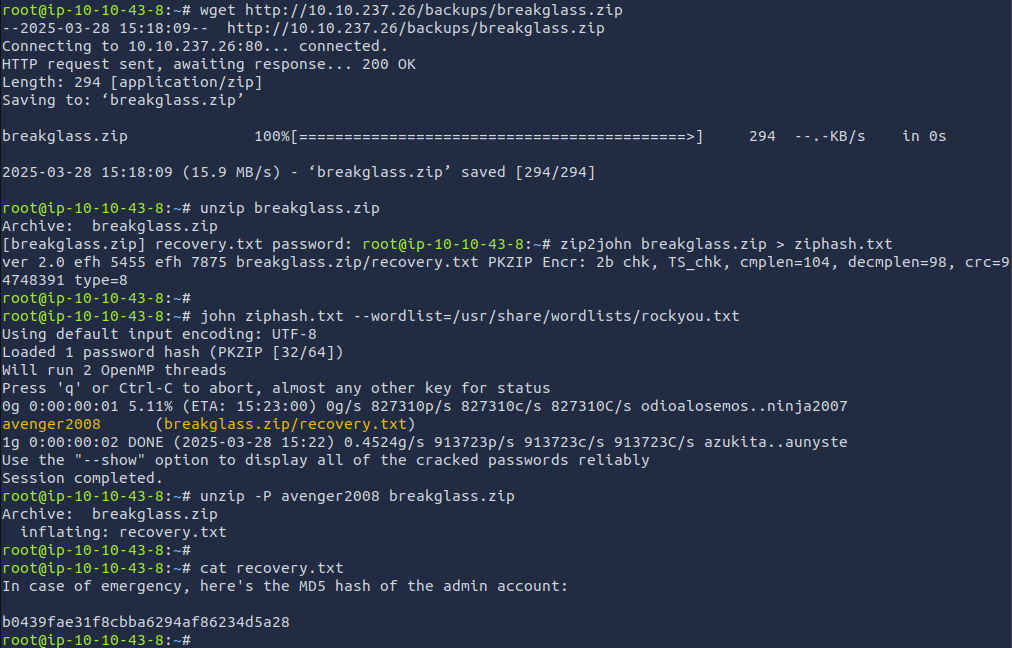 root@ip-10-10-43-8:~# wget http://10.10.237.26/backups/breakglass.zip
--2025-03-28 15:18:09--  http://10.10.237.26/backups/breakglass.zip
Connecting to 10.10.237.26:80... connected.
HTTP request sent, awaiting response... 200 OK
Length: 294 [application/zip]
Saving to: ‘breakglass.zip’
breakglass.zip              100%[===========================================>]     294  --.-KB/s    in 0s
2025-03-28 15:18:09 (15.9 MB/s) - ‘breakglass.zip’ saved [294/294]
root@ip-10-10-43-8:~# unzip breakglass.zip
Archive:  breakglass.zip
[breakglass.zip] recovery.txt password: root@ip-10-10-43-8:~# zip2john breakglass.zip > ziphash.txt
ver 2.0 efh 5455 efh 7875 breakglass.zip/recovery.txt PKZIP Encr: 2b chk, TS_chk, cmplen=104, decmplen=98, crc=9
4748391 type=8
root@ip-10-10-43-8:~#
root@ip-10-10-43-8:~# john ziphash.txt --wordlist=/usr/share/wordlists/rockyou.txt
Using default input encoding: UTF-8
Loaded 1 password hash (PKZIP [32/64])
Will run 2 OpenMP threads
Press 'q' or Ctrl-C to abort, almost any other key for status
0g 0:00:00:01 5.11% (ETA: 15:23:00) 0g/s 827310p/s 827310c/s 827310C/s odioalosemos..ninja2007
avenger2008      (breakglass.zip/recovery.txt)
1g 0:00:00:02 DONE (2025-03-28 15:22) 0.4524g/s 913723p/s 913723c/s 913723C/s azukita..aunyste
Use the "--show" option to display all of the cracked passwords reliably
Session completed.
root@ip-10-10-43-8:~# unzip -P avenger2008 breakglass.zip
Archive:  breakglass.zip
  inflating: recovery.txt
root@ip-10-10-43-8:~#
root@ip-10-10-43-8:~# cat recovery.txt
In case of emergency, here's the MD5 hash of the admin account:
b0439fae31f8cbba6294af86234d5a28
root@ip-10-10-43-8:~#